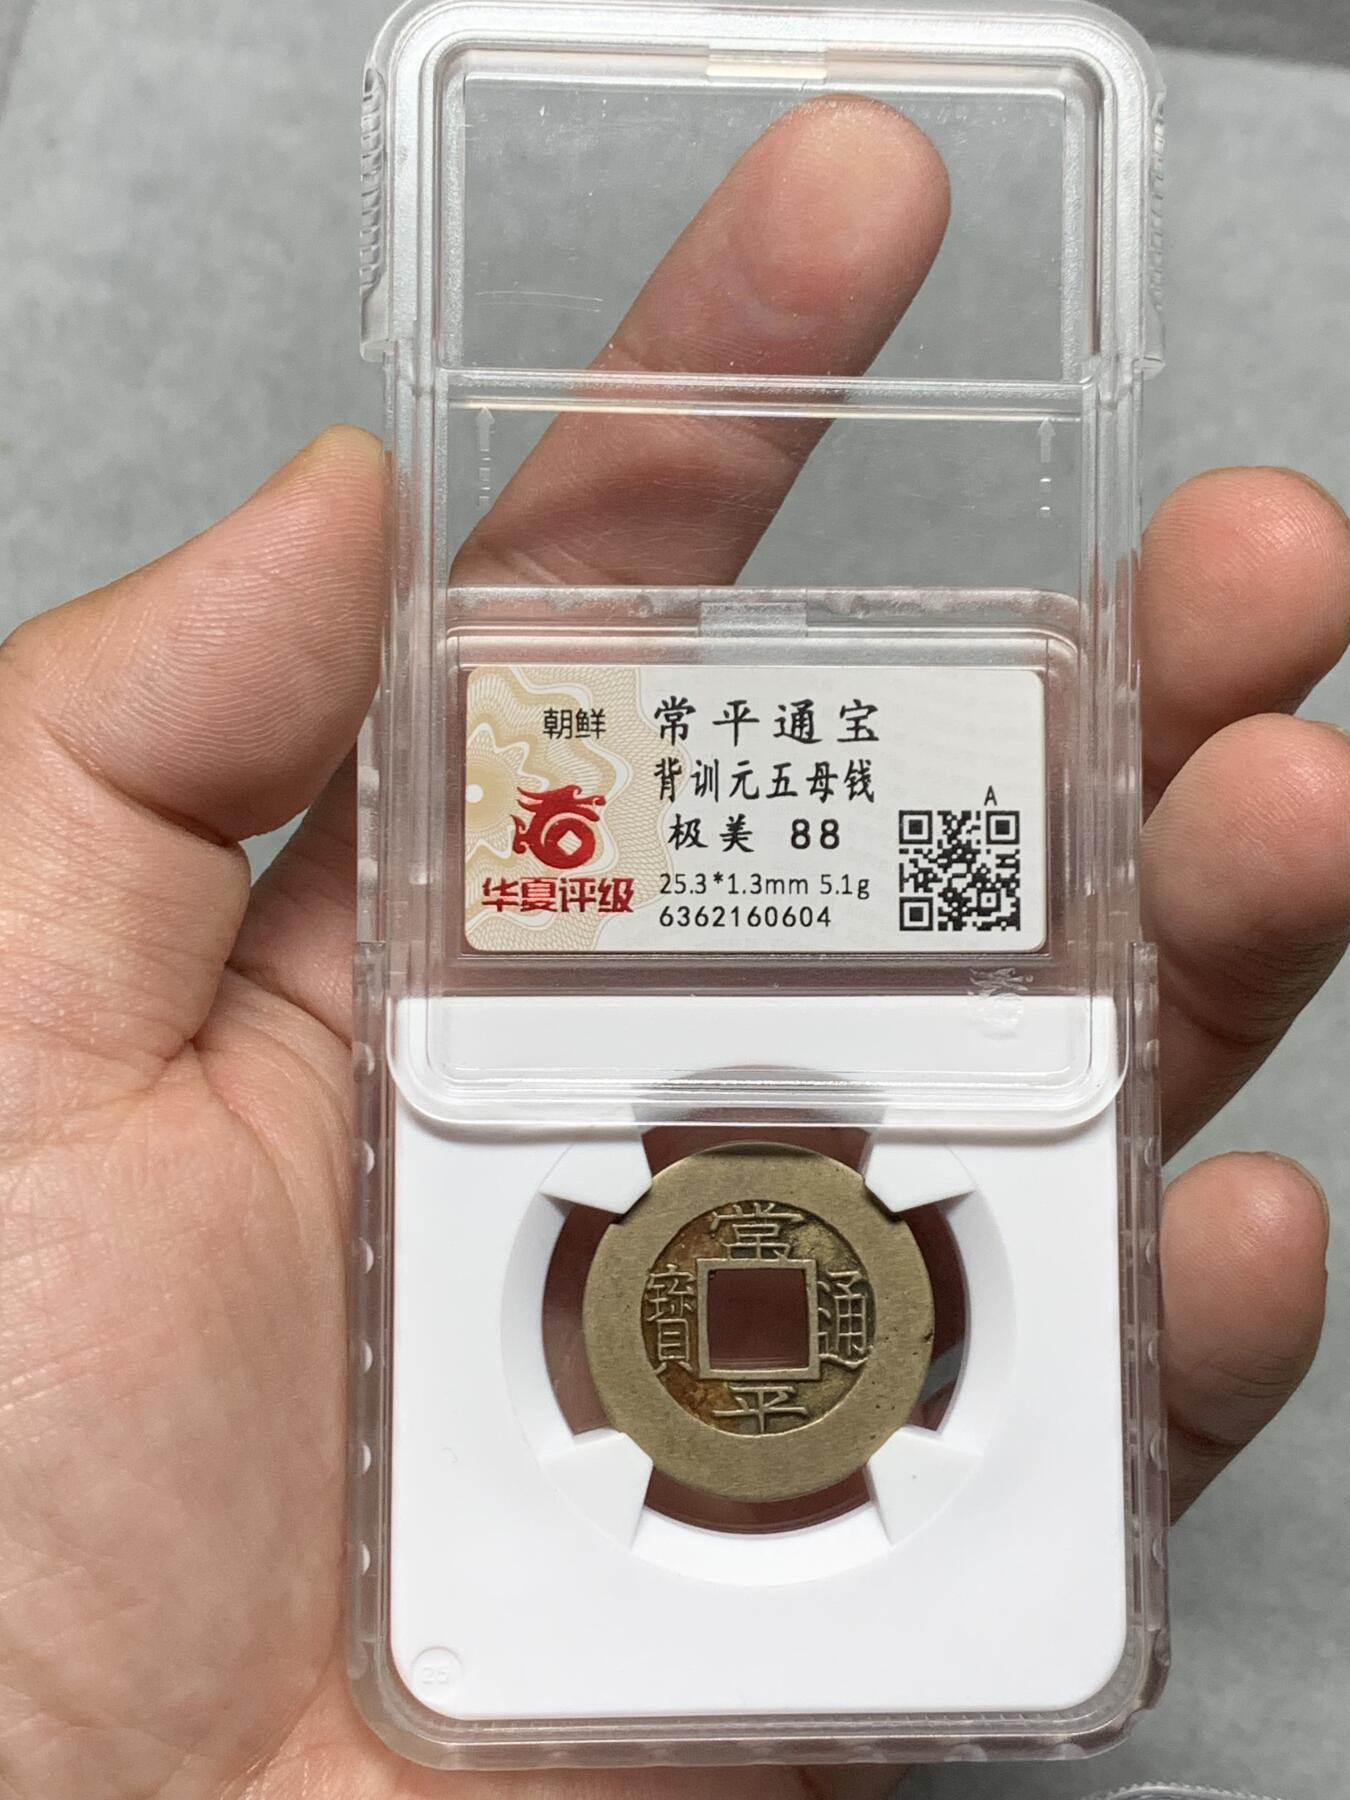 朝鲜
常平通宝
背训元五母钱
极美 88
A
华夏评级
25.3*1.3mm 5.1g
6362160604
常
寶 通
平
25